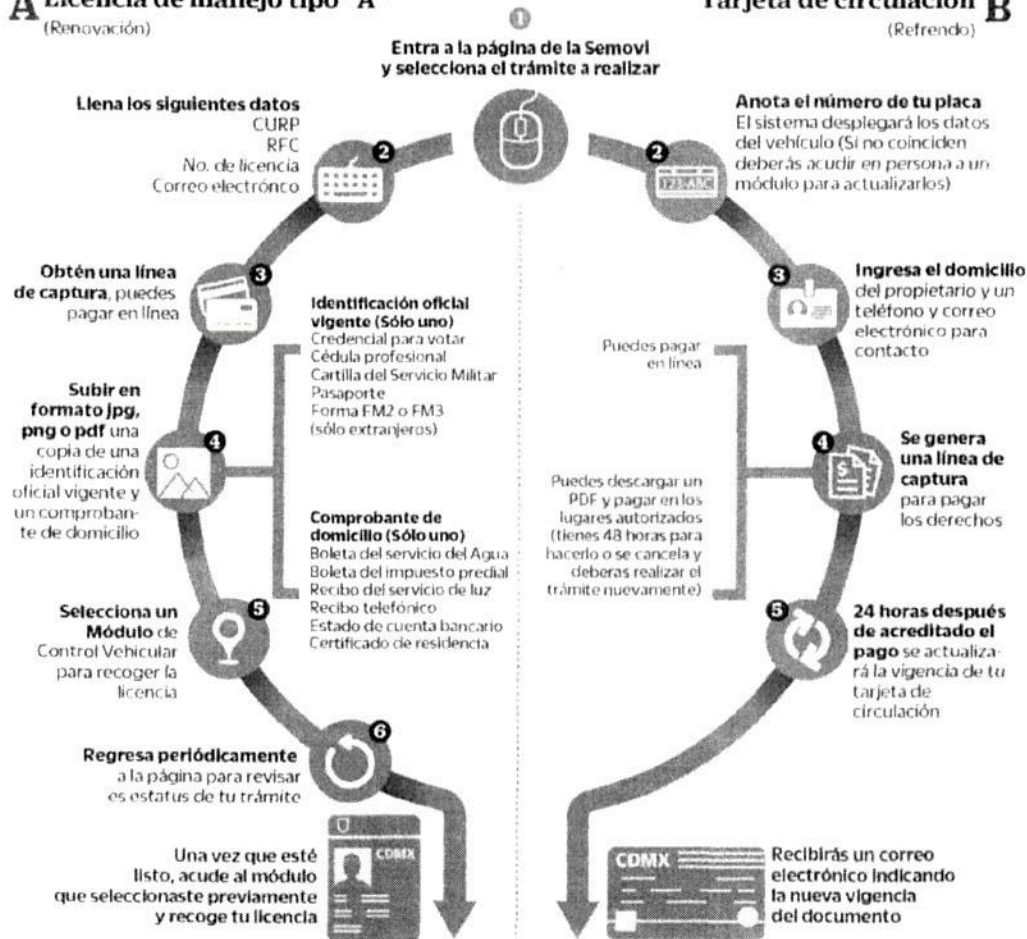 A Licencia de manejo tipo "A"
(Renovación)
Tarjeta de circulación B
(Refrendo)
1
Entra a la página de la Semovi
y selecciona el trámite a realizar
Llena los siguientes datos
CURP
RFC
No. de licencia
Correo electrónco
2
3
Obtén una línea
de captura, puedes
pagar en línea
Subir en
formato jpg,
png o pdf una
copia de una
identificación
oficial vigente y
un comproban-
te de domicilio
4
Identificación oficial
vigente (Sólo uno)
Credencial para votar
Cédula profesional
Cartilla del Servicio Militar
Pasaporte
Forma FM2 o FM3
(sólo extranjeros)
Comprobante de
domicilio (Sólo uno)
Boleta del servicio del Agua
Boleta del impuesto predial
Recibo del servicio de luz
Recibo telefónico
Estado de cuenta bancario
Certificado de residencia
5
Selecciona un
Módulo de
Control Vehicular
para recoger la
licencia
6
Regresa periódicamente
a la página para revisar
es estatus de tu trámite
Una vez que esté
listo, acude al módulo
que seleccionaste previamente
y recoge tu licencia
CDMX
2
123-ABC
Anota el número de tu placa
El sistema desplegará los datos
del vehículo (Si no coinciden
deberás acudir en persona a un
módulo para actualizarlos)
3
Ingresa el domicilio
del propietario y un
teléfono y correo
electrónico para
contacto
4
Se genera
una línea de
captura
para pagar
los derechos
Puedes pagar
en línea
Puedes descargar un
PDF y pagar en los
lugares autorizados
(tienes 48 horas para
hacerlo o se cancela y
deberas realizar el
trámite nuevamente)
5
24 horas después
de acreditado el
pago se actualiza-
rá la vigencia de tu
tarjeta de
circulación
CDMX
Recibirás un correo
electrónico indicando
la nueva vigencia
del documento